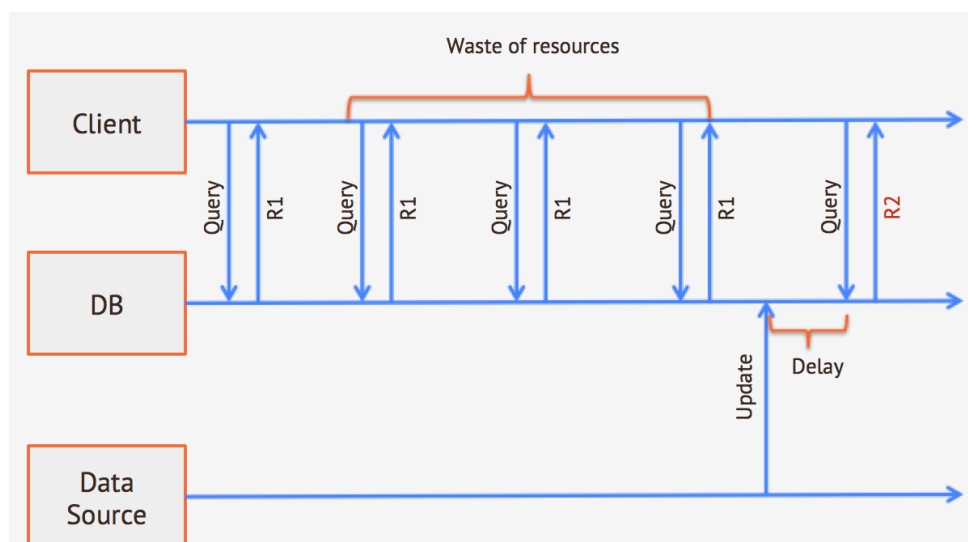 Waste of resources
Client
Query
R1
Query
R1
Query
R1
Query
R1
Query
R2
DB
Update
Delay
Data
Source